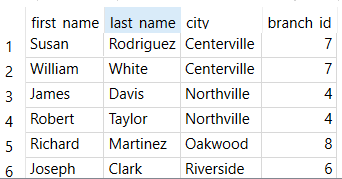 first name last name city branch id
1 Susan Rodriguez Centerville 7
2 William White Centerville 7
3 James Davis Northville 4
4 Robert Taylor Northville 4
5 Richard Martinez Oakwood 8
6 Joseph Clark Riverside 6